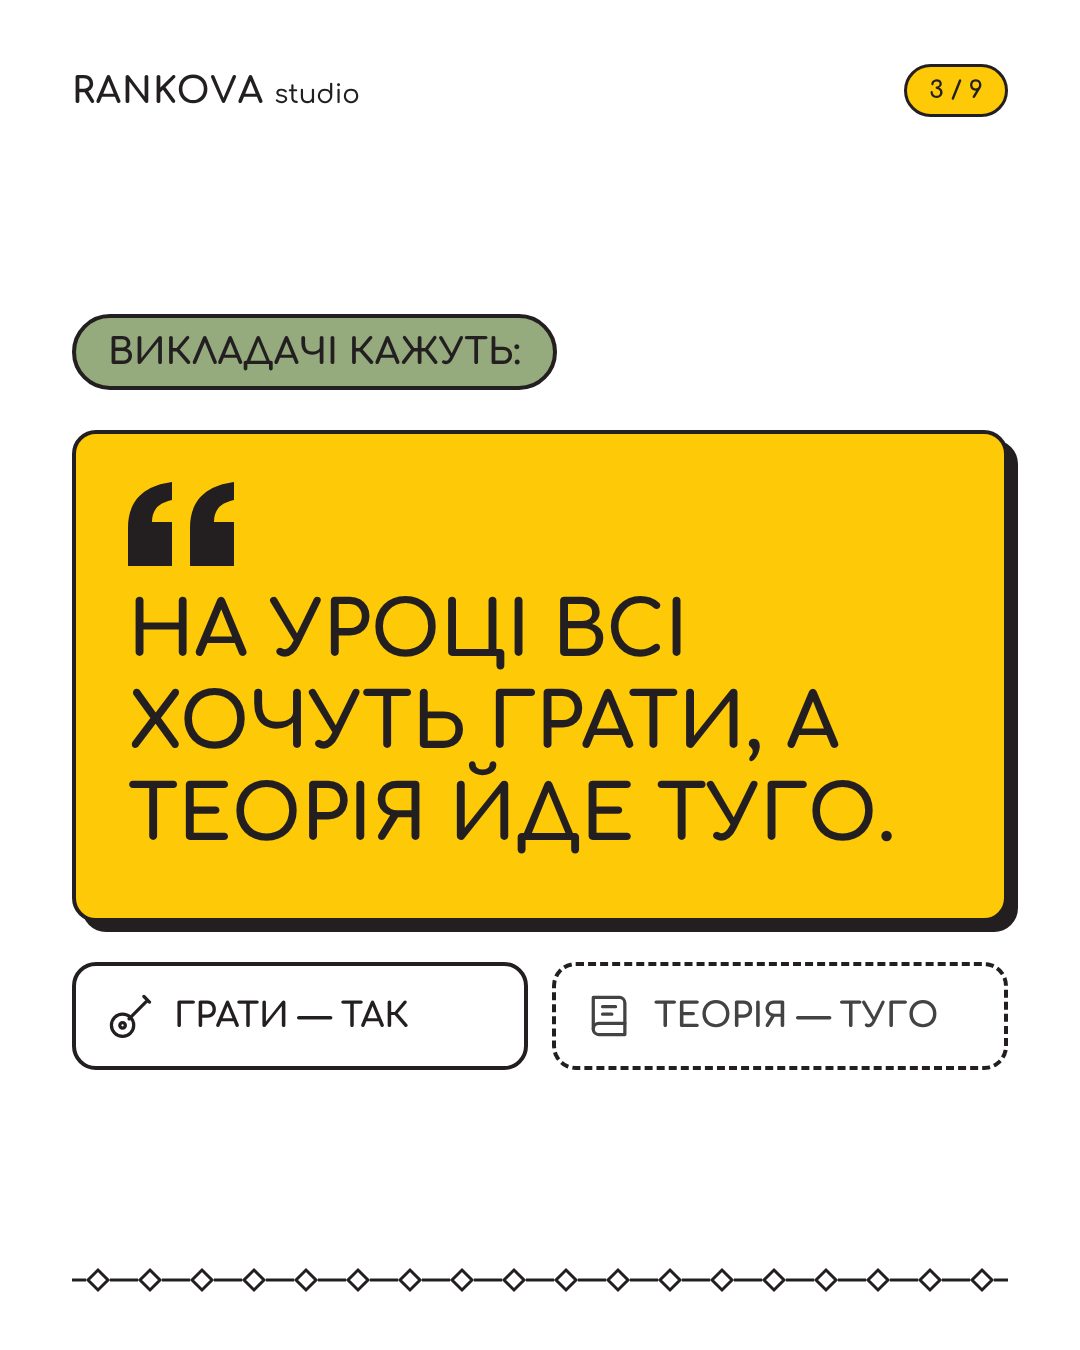 RANKOVA studio
3 / 9
ВИКЛАДАЧІ КАЖУТЬ:
“
НА УРОЦІ ВСІ
ХОЧУТЬ ГРАТИ, А
ТЕОРІЯ ЙДЕ ТУГО.
ГРАТИ — ТАК
ТЕОРІЯ — ТУГО